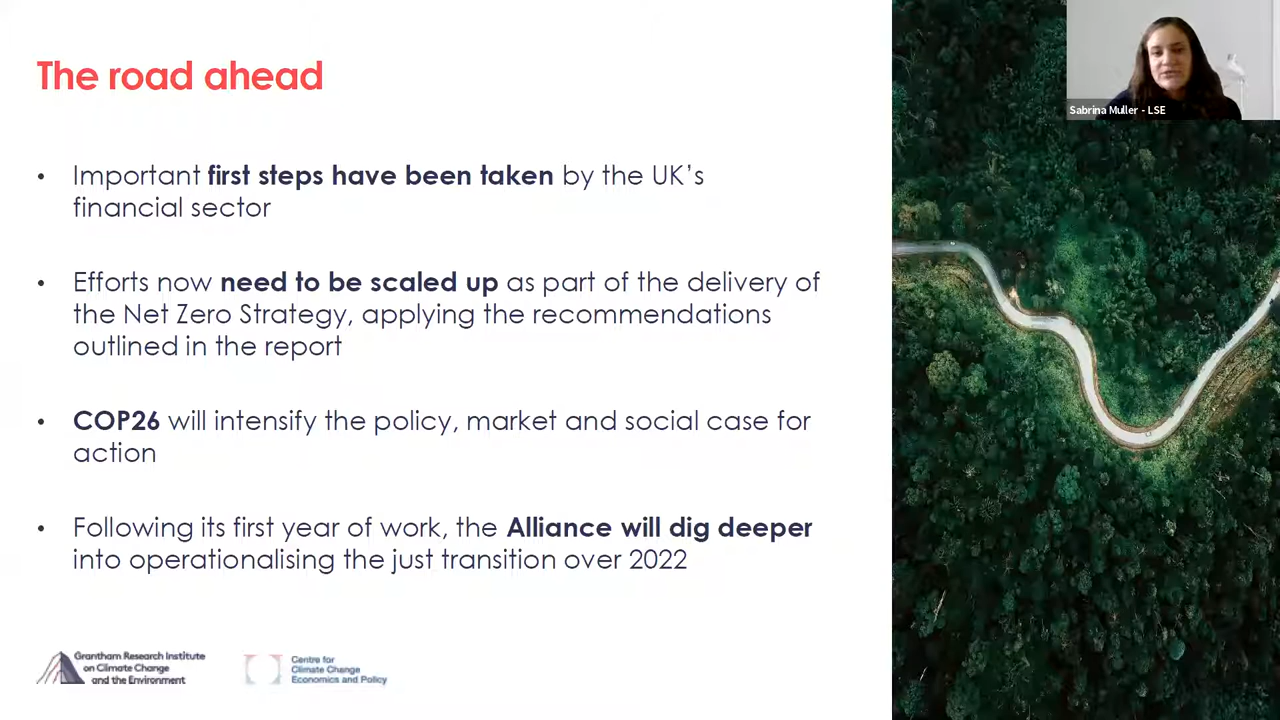 The road ahead
Sabrina Muller - LSE
• Important first steps have been taken by the UK’s
financial sector
• Efforts now need to be scaled up as part of the delivery of
the Net Zero Strategy, applying the recommendations
outlined in the report
• COP26 will intensify the policy, market and social case for
action
• Following its first year of work, the Alliance will dig deeper
into operationalising the just transition over 2022
Grantham Research Institute
on Climate Change
and the Environment
Centre for
Climate Change
Economics and Policy